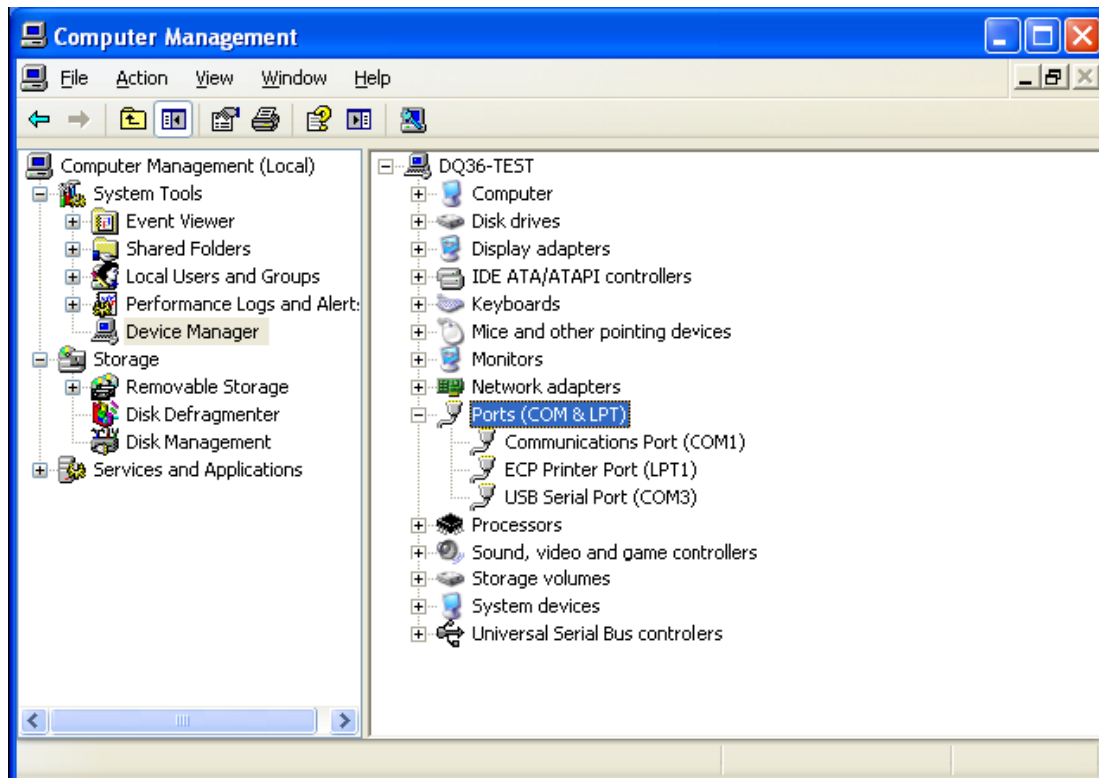 Computer Management
File Action View Window Help
Computer Management (Local)
System Tools
Event Viewer
Shared Folders
Local Users and Groups
Performance Logs and Alert:
Device Manager
Storage
Removable Storage
Disk Defragmenter
Disk Management
Services and Applications
DQ36-TEST
Computer
Disk drives
Display adapters
IDE ATA/ATAPI controllers
Keyboards
Mice and other pointing devices
Monitors
Network adapters
Ports (COM & LPT)
Communications Port (COM1)
ECP Printer Port (LPT1)
USB Serial Port (COM3)
Processors
Sound, video and game controllers
Storage volumes
System devices
Universal Serial Bus controlers